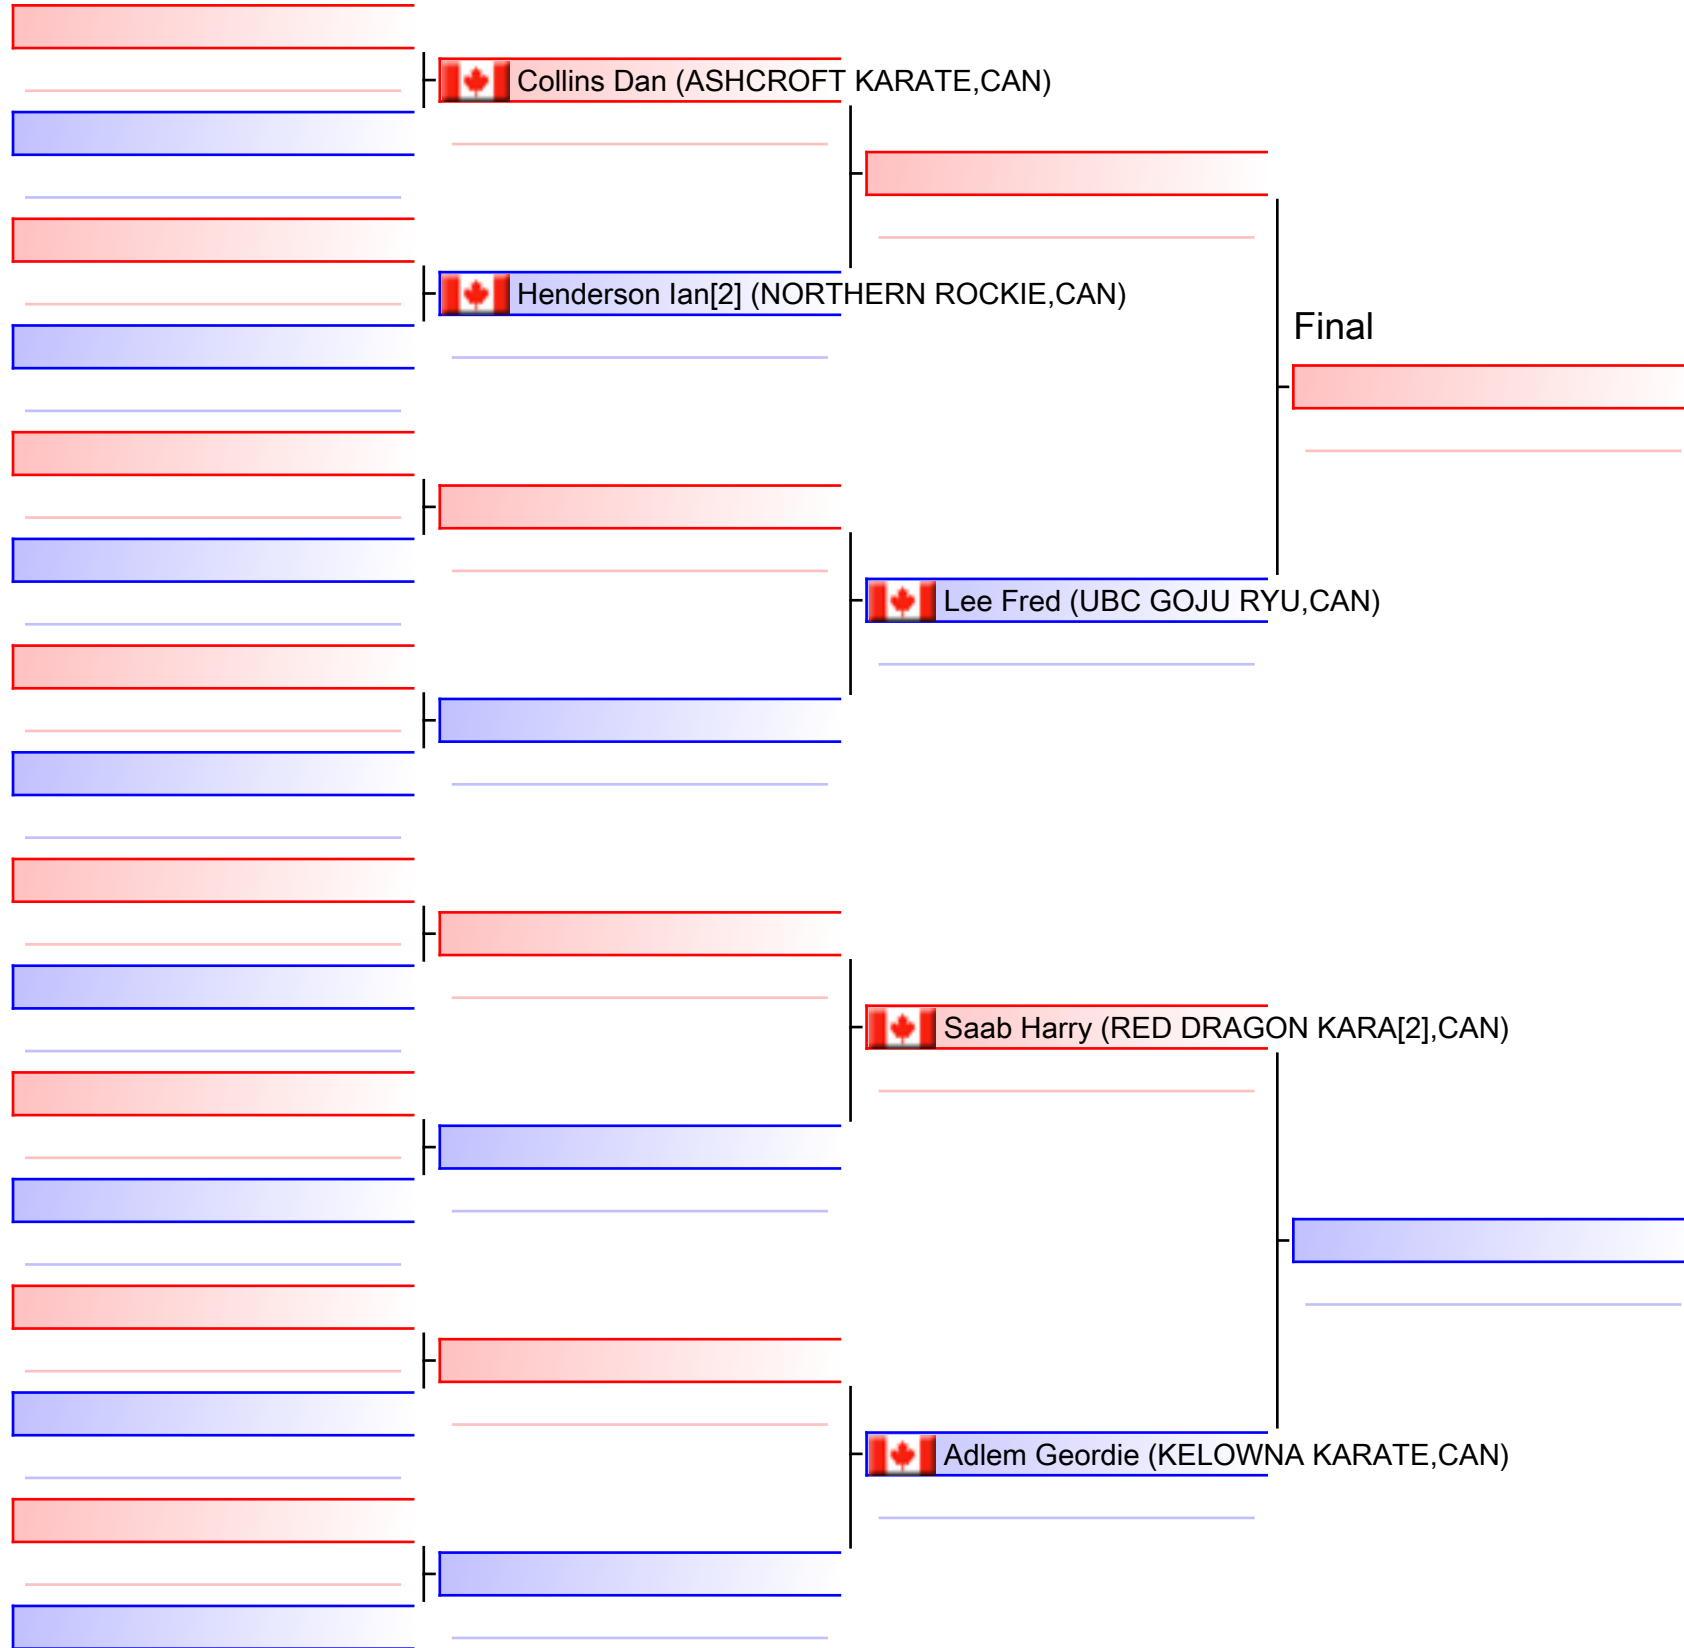 Collins Dan (ASHCROFT KARATE,CAN)
Henderson Ian[2] (NORTHERN ROCKIE,CAN)
Final
Lee Fred (UBC GOJU RYU,CAN)
Saab Harry (RED DRAGON KARA[2],CAN)
Adlem Geordie (KELOWNA KARATE,CAN)